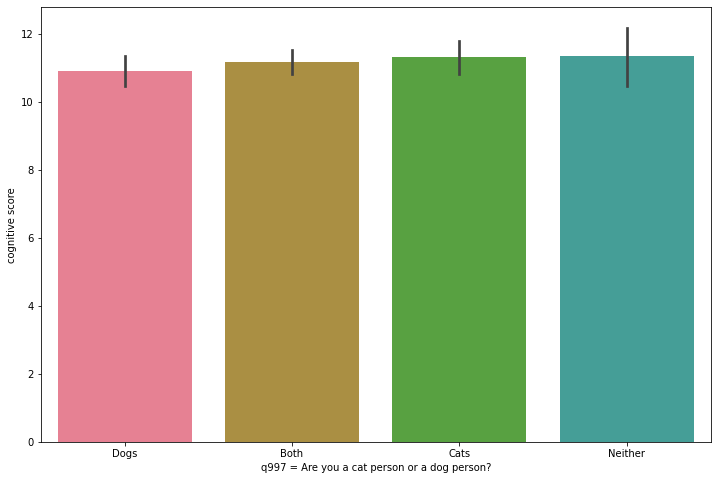 12
10
8
6
4
2
0
cognitive score
Dogs Both Cats Neither
q997 = Are you a cat person or a dog person?